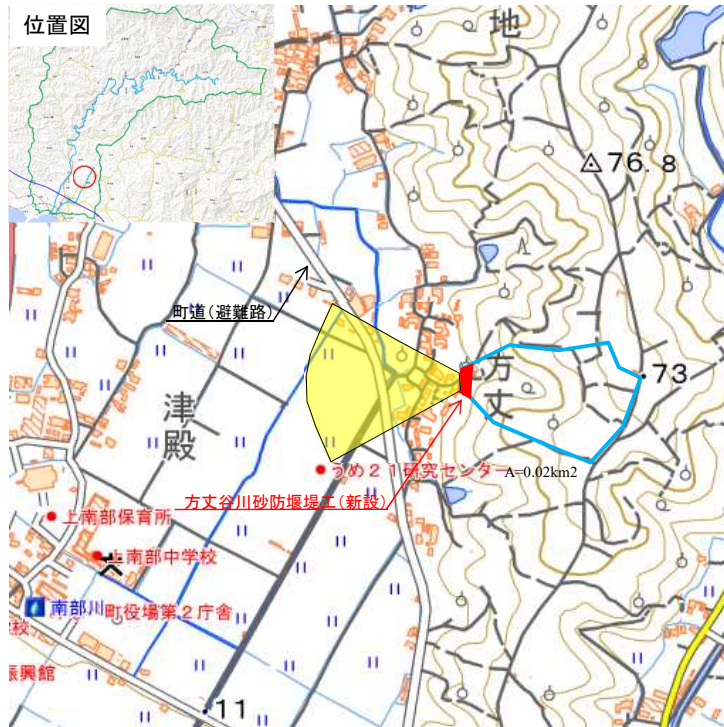 位置図
地
76.8
町道(避難路)
方丈
73
津殿
うめ21研究センター
A=0.02km2
方丈谷川砂防堰堤工(新設)
上南部保育所
上南部中学校
南部川
町役場第2庁舎
校
振興館
11